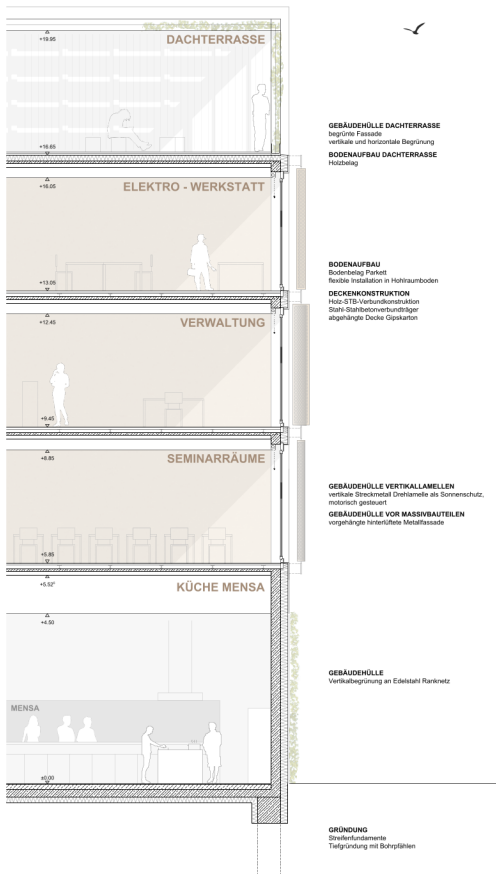 +19.95
DACHTERRASSE
+16.65
+16.05
ELEKTRO - WERKSTATT
+13.05
+12.45
VERWALTUNG
+9.45
+8.85
SEMINARRÄUME
+5.85
+5.52⁵
KÜCHE MENSA
+4.50
MENSA
±0.00
GEBÄUDEHÜLLE DACHTERRASSE
begrünte Fassade
vertikale und horizontale Begrünung
BODENAUFBAU DACHTERRASSE
Holzbelag
BODENAUFBAU
Bodenbelag Parkett
flexible Installation in Hohlraumboden
DECKENKONSTRUKTION
Holz-STB-Verbundkonstruktion
Stahl-Stahlbetonverbundträger
abgehängte Decke Gipskarton
GEBÄUDEHÜLLE VERTIKALLAMELLEN
vertikale Streckmetall Drehlamelle als Sonnenschutz,
motorisch gesteuert
GEBÄUDEHÜLLE VOR MASSIVBAUTEILEN
vorgehängte hinterlüftete Metallfassade
GEBÄUDEHÜLLE
Vertikalbegrünung an Edelstahl Ranknetz
GRÜNDUNG
Streifenfundamente
Tiefgründung mit Bohrpfählen